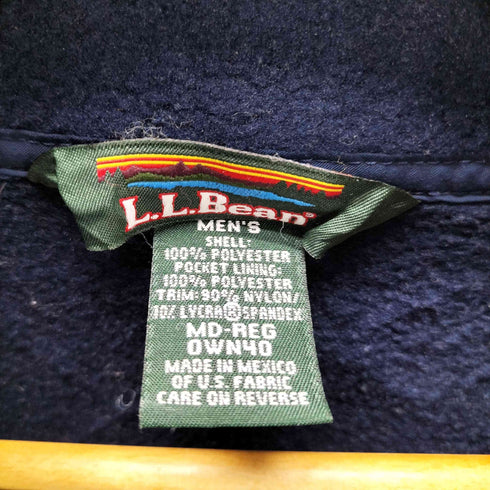 L.L.Bean®
MEN'S
SHELL:
100% POLYESTER
POCKET LINING:
100% POLYESTER
TRIM: 90% NYLON/
10% LYCRA® SPANDEX
MD-REG
OWN40
MADE IN MEXICO
OF U.S. FABRIC
CARE ON REVERSE